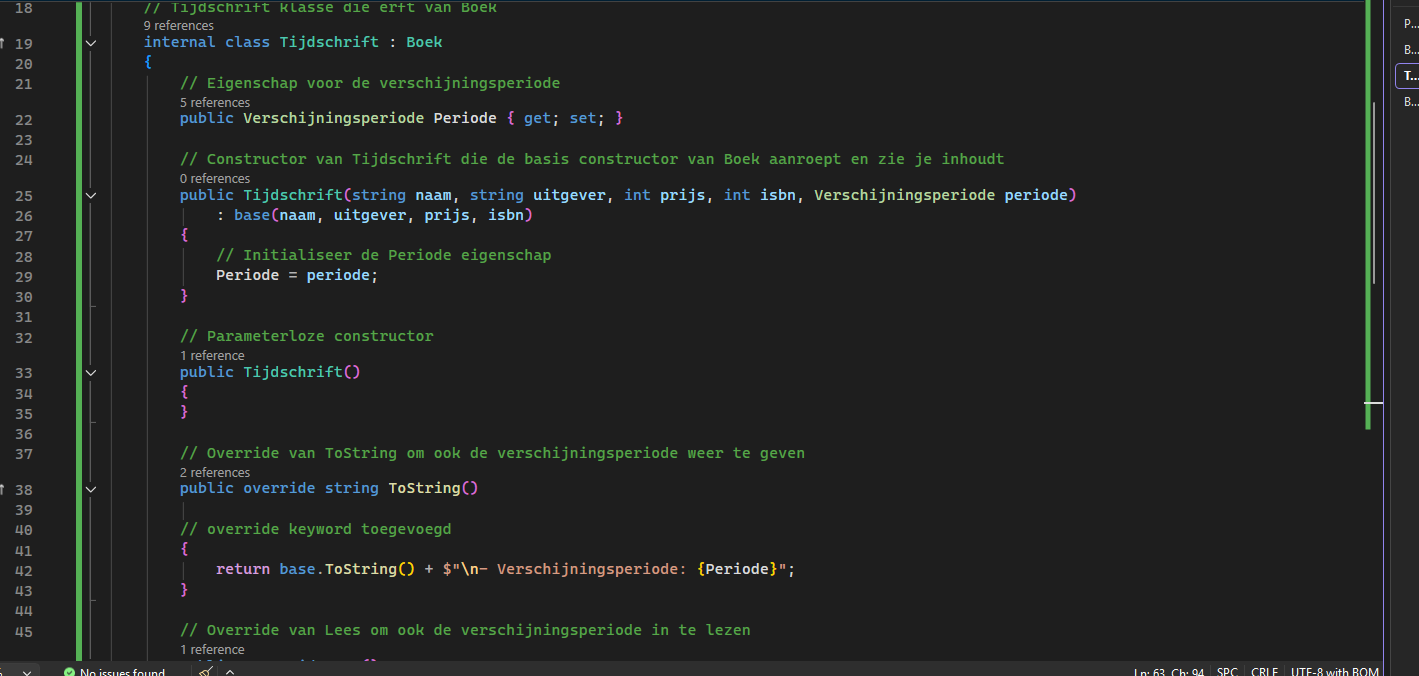 18 // Tijdschrift klasse die erft van Boek
9 references
19 internal class Tijdschrift : Boek
20 {
21 // Eigenschap voor de verschijningsperiode
5 references
22 public Verschijningsperiode Periode { get; set; }
23
24 // Constructor van Tijdschrift die de basis constructor van Boek aanroept en zie je inhoudt
0 references
25 public Tijdschrift(string naam, string uitgever, int prijs, int isbn, Verschijningsperiode periode)
26 : base(naam, uitgever, prijs, isbn)
27 {
28 // Initialiseer de Periode eigenschap
29 Periode = periode;
30 }
31
32 // Parameterloze constructor
1 reference
33 public Tijdschrift()
34 {
35 }
36
37 // Override van ToString om ook de verschijningsperiode weer te geven
2 references
38 public override string ToString()
39
40 // override keyword toegevoegd
41 {
42 return base.ToString() + $"\n- Verschijningsperiode: {Periode}";
43 }
44
45 // Override van Lees om ook de verschijningsperiode in te lezen
1 reference
P...
B...
T...
B...
No issues found
Ln: 63 Ch: 94 SPC CRLF UTF-8 with BOM